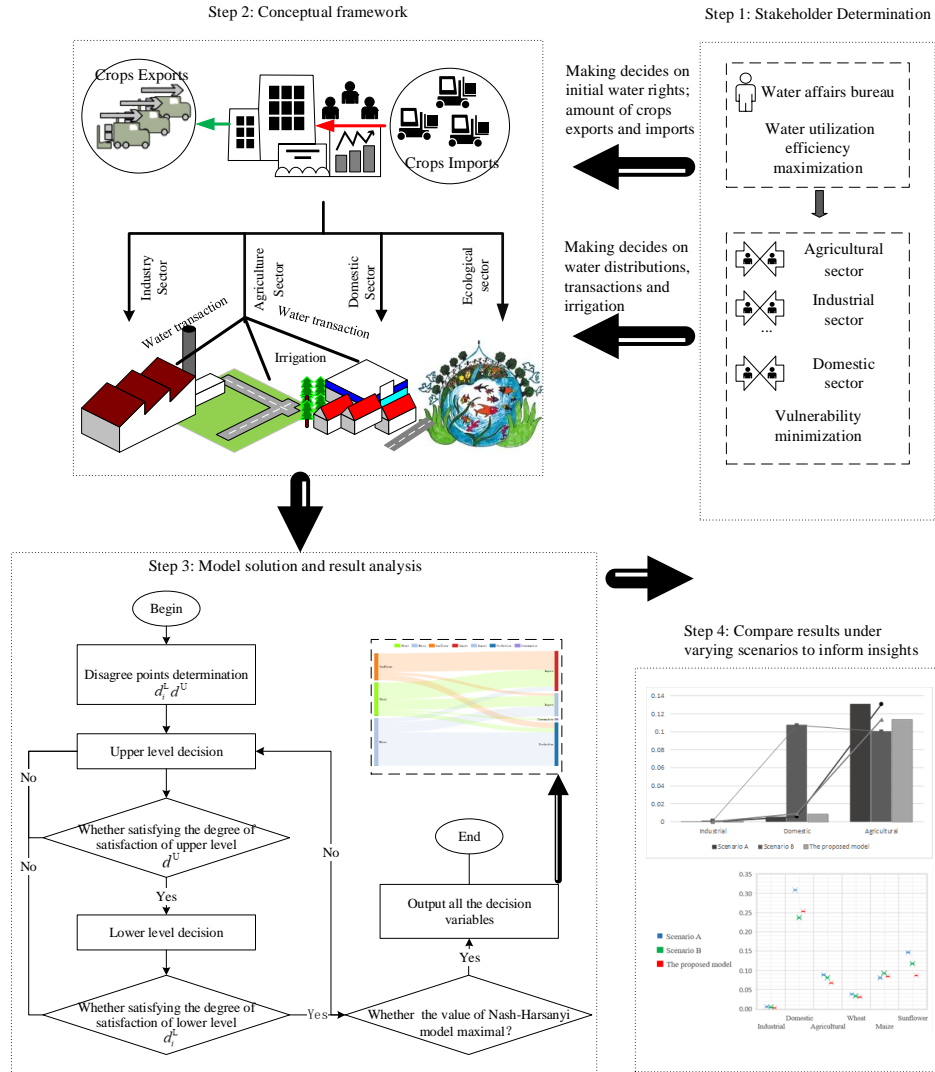 Step 2: Conceptual framework
Step 1: Stakeholder Determination
Crops Exports
Crops Imports
Making decides on
initial water rights;
amount of crops
exports and imports
Water affairs bureau
Water utilization
efficiency
maximization
Industry
Sector
Agriculture
Sector
Domestic
Sector
Ecological
sector
Water transaction
Water transaction
Irrigation
Making decides on
water distributions,
transactions and
irrigation
Agricultural
sector
Industrial
sector
...
Domestic
sector
Vulnerability
minimization
Step 3: Model solution and result analysis
Begin
Disagree points determination
d_i^L d^U
Upper level decision
No
Whether satisfying the degree of
satisfaction of upper level
d^U
No
No
Yes
Lower level decision
Whether satisfying the degree of
satisfaction of lower level
d_i^L
Yes
Whether the value of Nash-Harsanyi
model maximal?
Yes
Output all the decision
variables
End
Step 4: Compare results under
varying scenarios to inform insights
0.14
0.12
0.1
0.08
0.06
0.04
0.02
0
Industrial Domestic Agricultural
Scenario A Scenario B The proposed model
0.35
0.30
0.25
0.20
0.15
0.10
0.05
0.00
Scenario A
Scenario B
The proposed model
Domestic Wheat Sunflower
Industrial Agricultural Maize